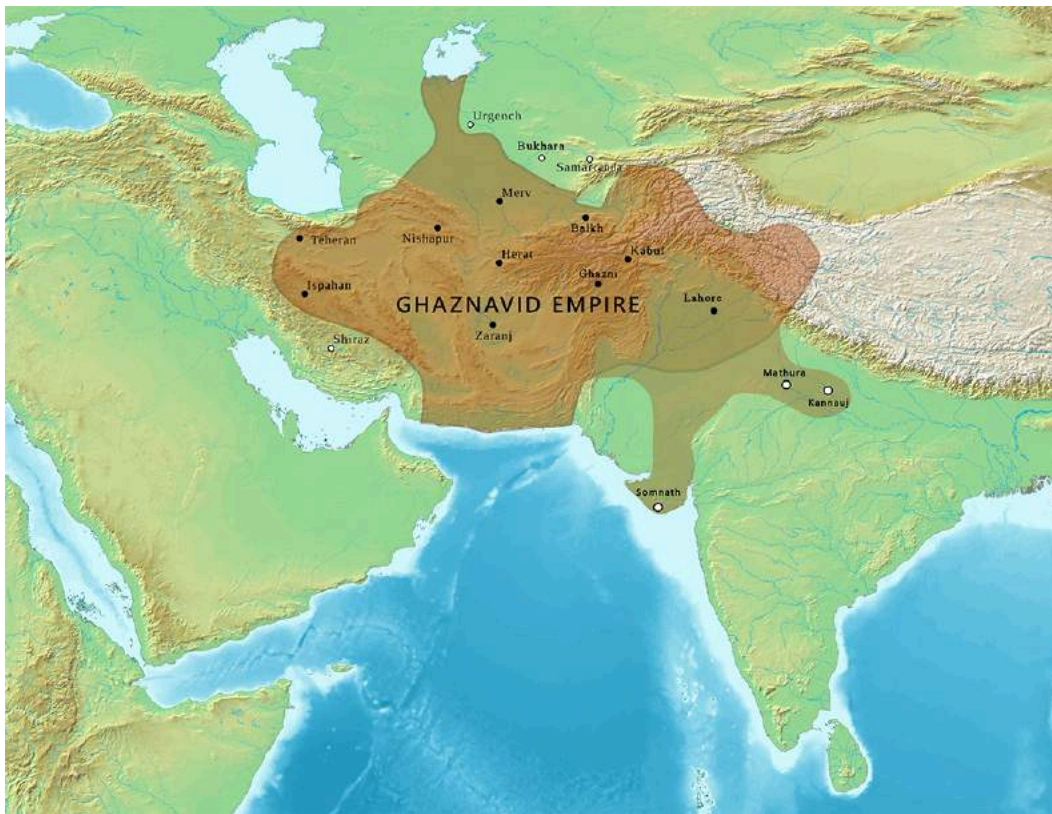 Urgench
Bukhara
Samarcanda
Merv
Balkh
Nishapur
Teheran
Herat
Kabul
Ghazni
Ispahan
GHAZNAVID EMPIRE
Lahore
Zaranj
Shiraz
Mathura
Kannauj
Somnath